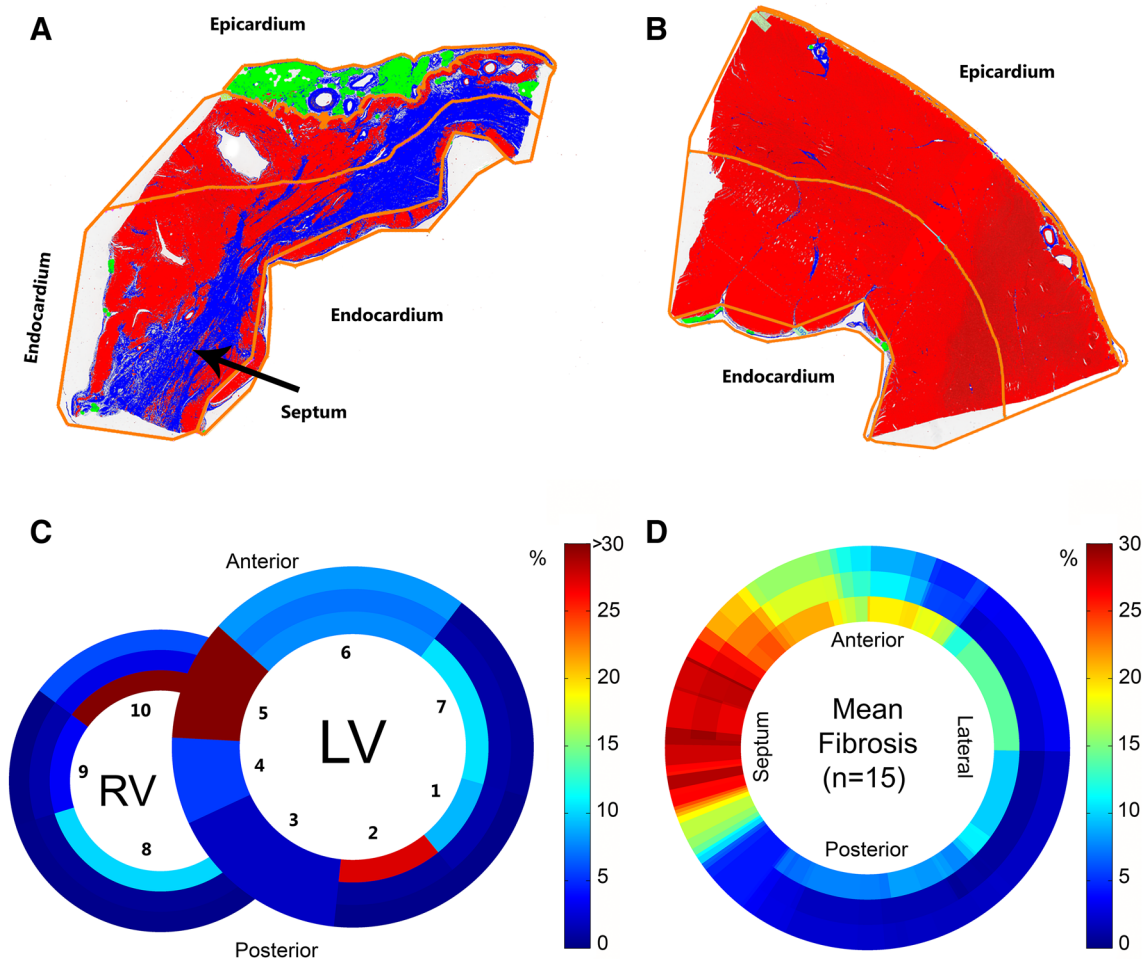 A
Epicardium
Endocardium
Endocardium
Septum
B
Epicardium
Endocardium
C
Anterior
%
>30
25
20
15
10
5
0
6
5
7
10
LV
4
9
RV
1
3
2
8
Posterior
D
%
30
25
20
15
10
5
0
Anterior
Septum
Mean
Fibrosis
(n=15)
Lateral
Posterior